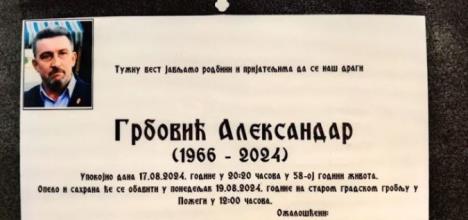 Тужну вест јављамо родбини и пријатељима да се наш драги
Грбовић Александар
(1966 - 2024)
Упокојио дана 17.08.2024. године у 20:20 часова у 58-ој години живота.
Опело и сахрана ће се обавити у понедељак 19.08.2024. године на старом градском гробљу у
Пожеги у 12:00 часова.
Ожалошћени: